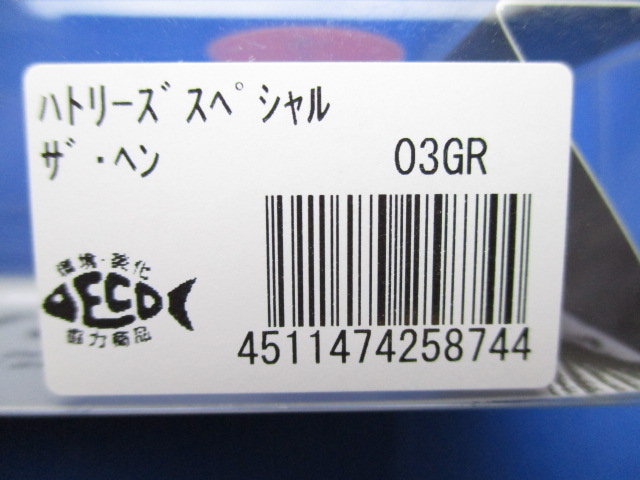 ﾊﾄﾘｰｽﾞ ｽﾍﾟｼｬﾙ
ｻﾞ･ﾍﾝ 03GR
環境・美化
ECO
協力商品
4511474258744